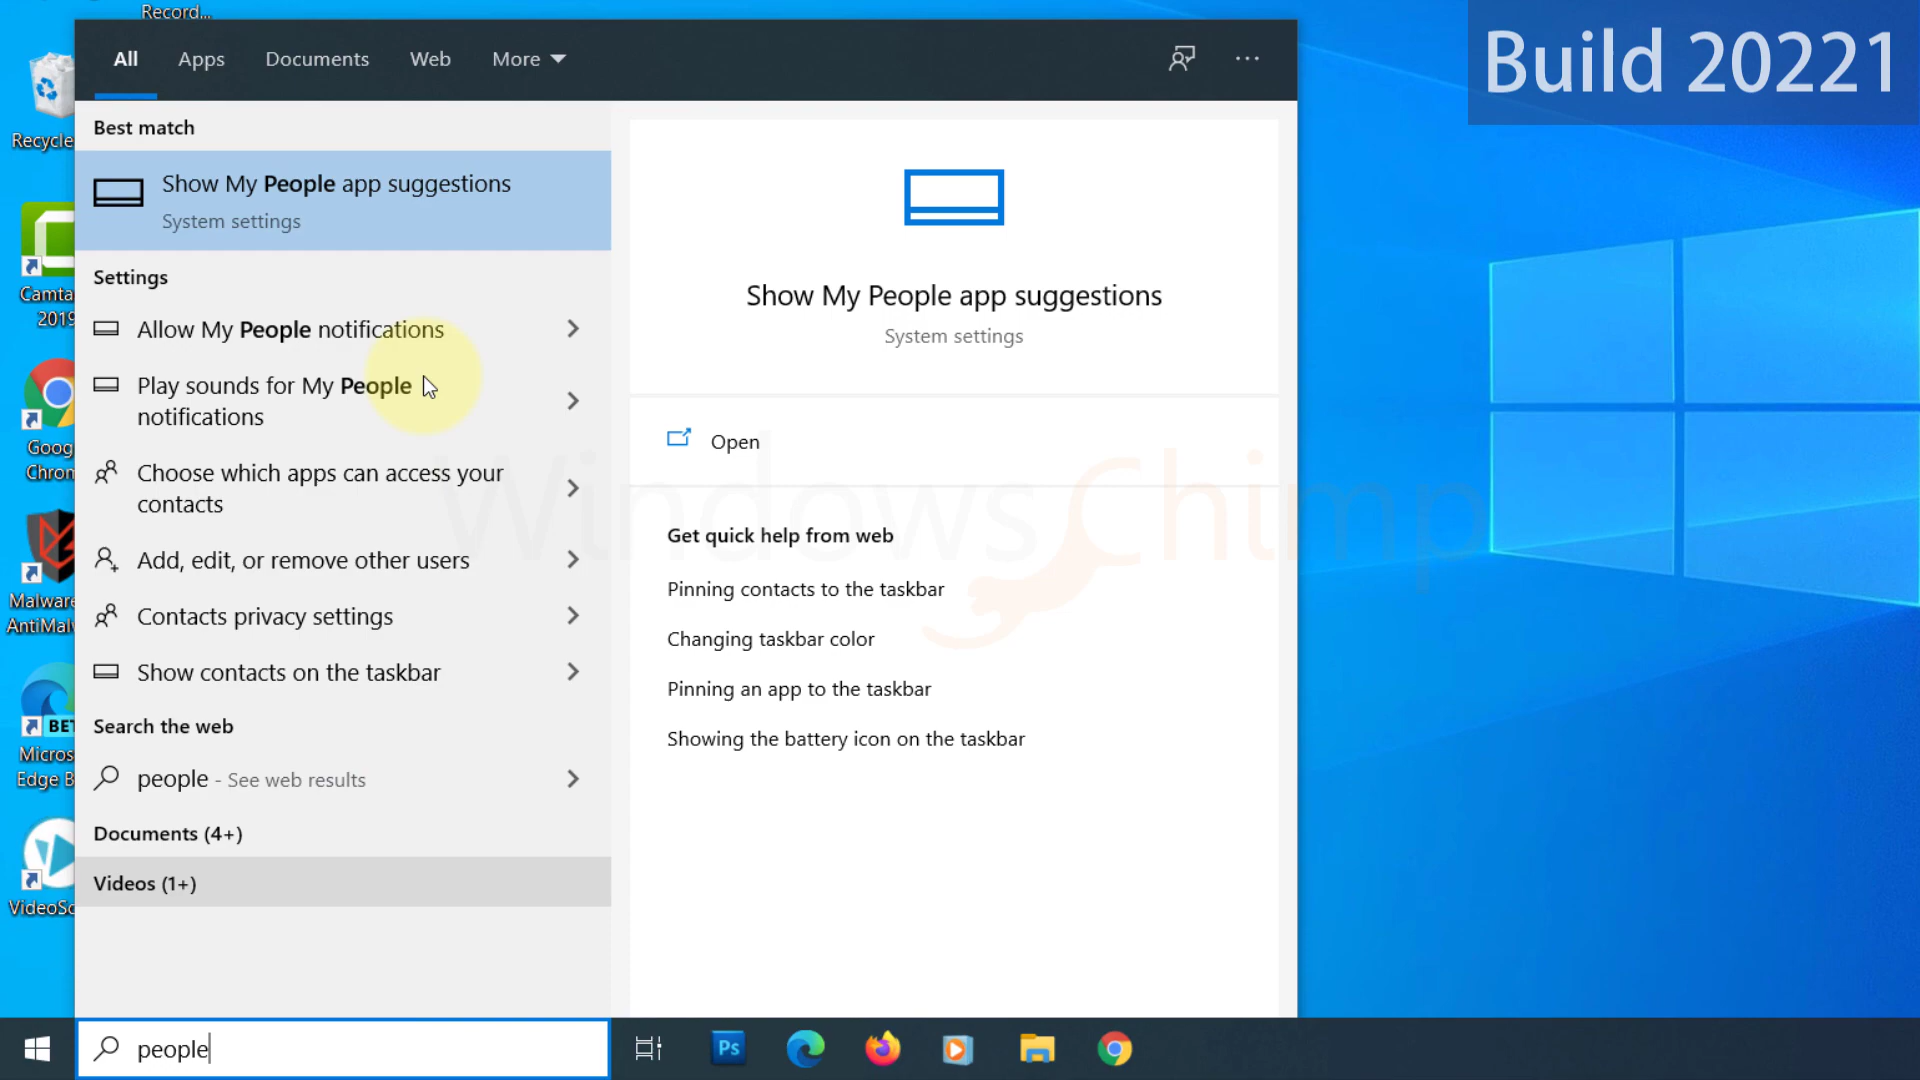 Record...
Build 20221
All Apps Documents Web More
Recycle
Best match
Show My People app suggestions
System settings
Settings
Allow My People notifications
Play sounds for My People
notifications
Choose which apps can access your
contacts
Add, edit, or remove other users
Contacts privacy settings
Show contacts on the taskbar
Search the web
people - See web results
Documents (4+)
Videos (1+)
Show My People app suggestions
System settings
Open
Get quick help from web
Pinning contacts to the taskbar
Changing taskbar color
Pinning an app to the taskbar
Showing the battery icon on the taskbar
WindowsChimp
Camta
2019
Goog
Chron
Malware
AntiMalw
BET
Micros
Edge B
VideoSo
people
Ps